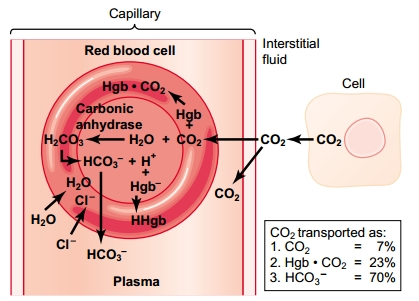 Capillary
Red blood cell
Interstitial
fluid
Cell
Hgb • CO₂
Carbonic
anhydrase
Hgb
+
H₂CO₃ H₂O + CO₂ CO₂ CO₂
HCO₃⁻ + H⁺
+
Hgb⁻
H₂O
Cl⁻
HHgb
CO₂
H₂O
Cl⁻
HCO₃⁻
Plasma
CO₂ transported as:
1. CO₂ = 7%
2. Hgb • CO₂ = 23%
3. HCO₃⁻ = 70%